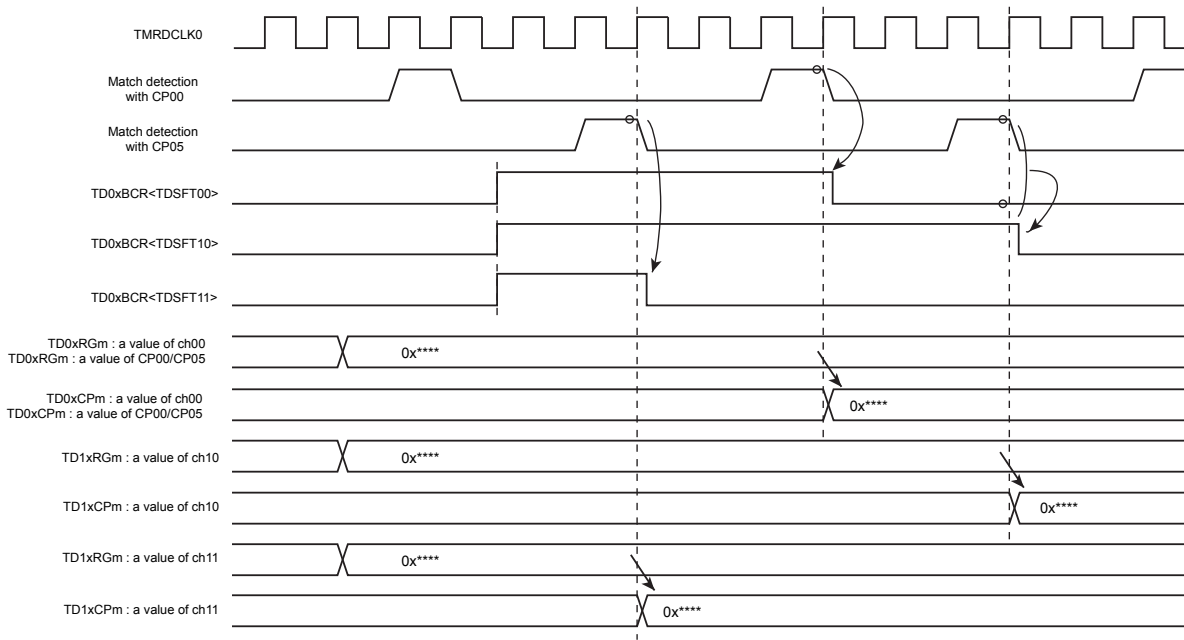 TMRDCLK0
Match detection
with CP00
Match detection
with CP05
TD0xBCR<TDSFT00>
TD0xBCR<TDSFT10>
TD0xBCR<TDSFT11>
TD0xRGm : a value of ch00
TD0xRGm : a value of CP00/CP05
0x****
TD0xCPm : a value of ch00
TD0xCPm : a value of CP00/CP05
0x****
TD1xRGm : a value of ch10
0x****
TD1xCPm : a value of ch10
0x****
TD1xRGm : a value of ch11
0x****
TD1xCPm : a value of ch11
0x****